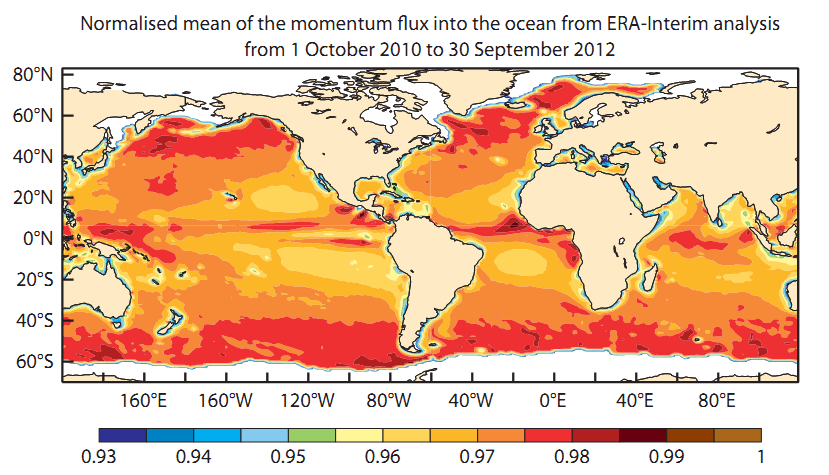 Normalised mean of the momentum flux into the ocean from ERA-Interim analysis
from 1 October 2010 to 30 September 2012
80°N
60°N
40°N
20°N
0°N
20°S
40°S
60°S
160°E 160°W 120°W 80°W 40°W 0°E 40°E 80°E
0.93 0.94 0.95 0.96 0.97 0.98 0.99 1